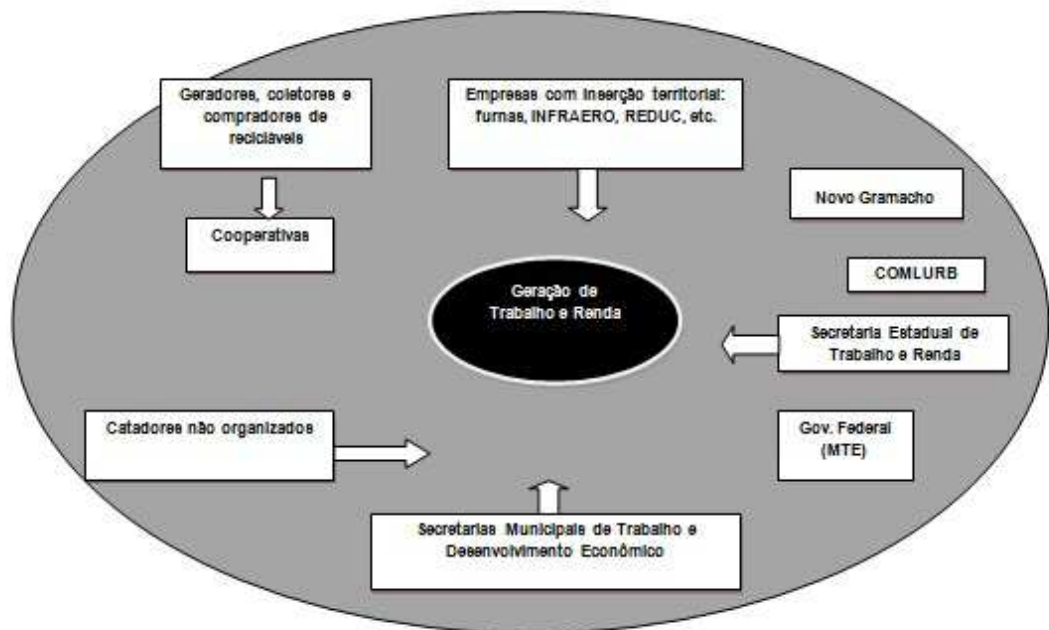 Geradores, coletores e
compradores de
recicláveis
Empresas com inserção territorial:
furnas, INFRAERO, REDUC, etc.
Novo Gramacho
Cooperativas
COMLURB
Geração de
Trabalho e Renda
Secretaria Estadual de
Trabalho e Renda
Catadores não organizados
Gov. Federal
(MTE)
Secretarias Municipais de Trabalho e
Desenvolvimento Econômico